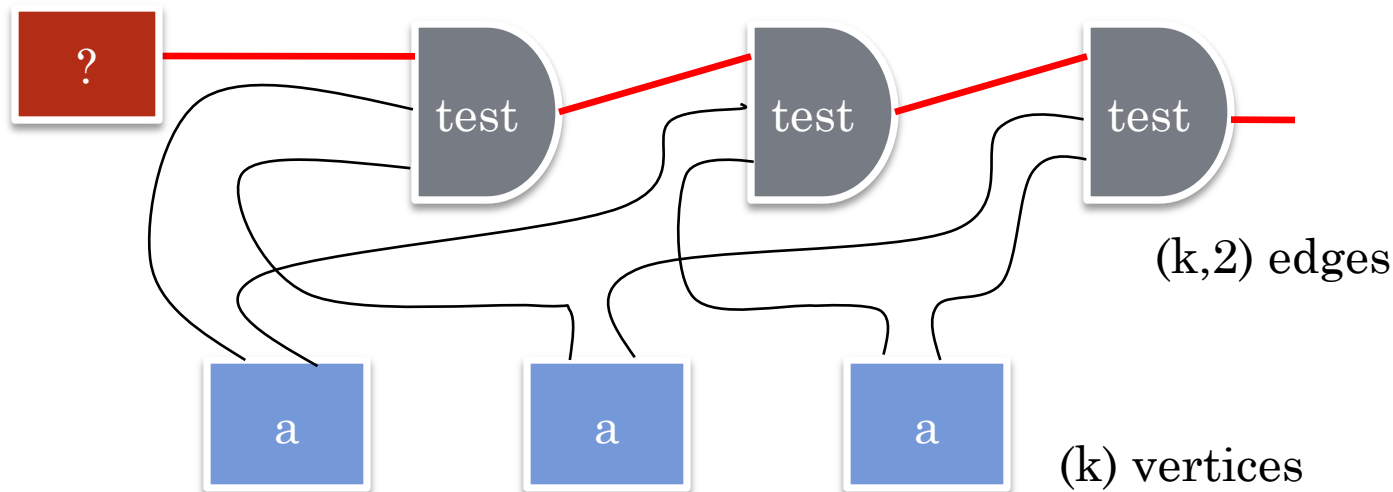 ?
test
test
test
(k,2) edges
a
a
a
(k) vertices